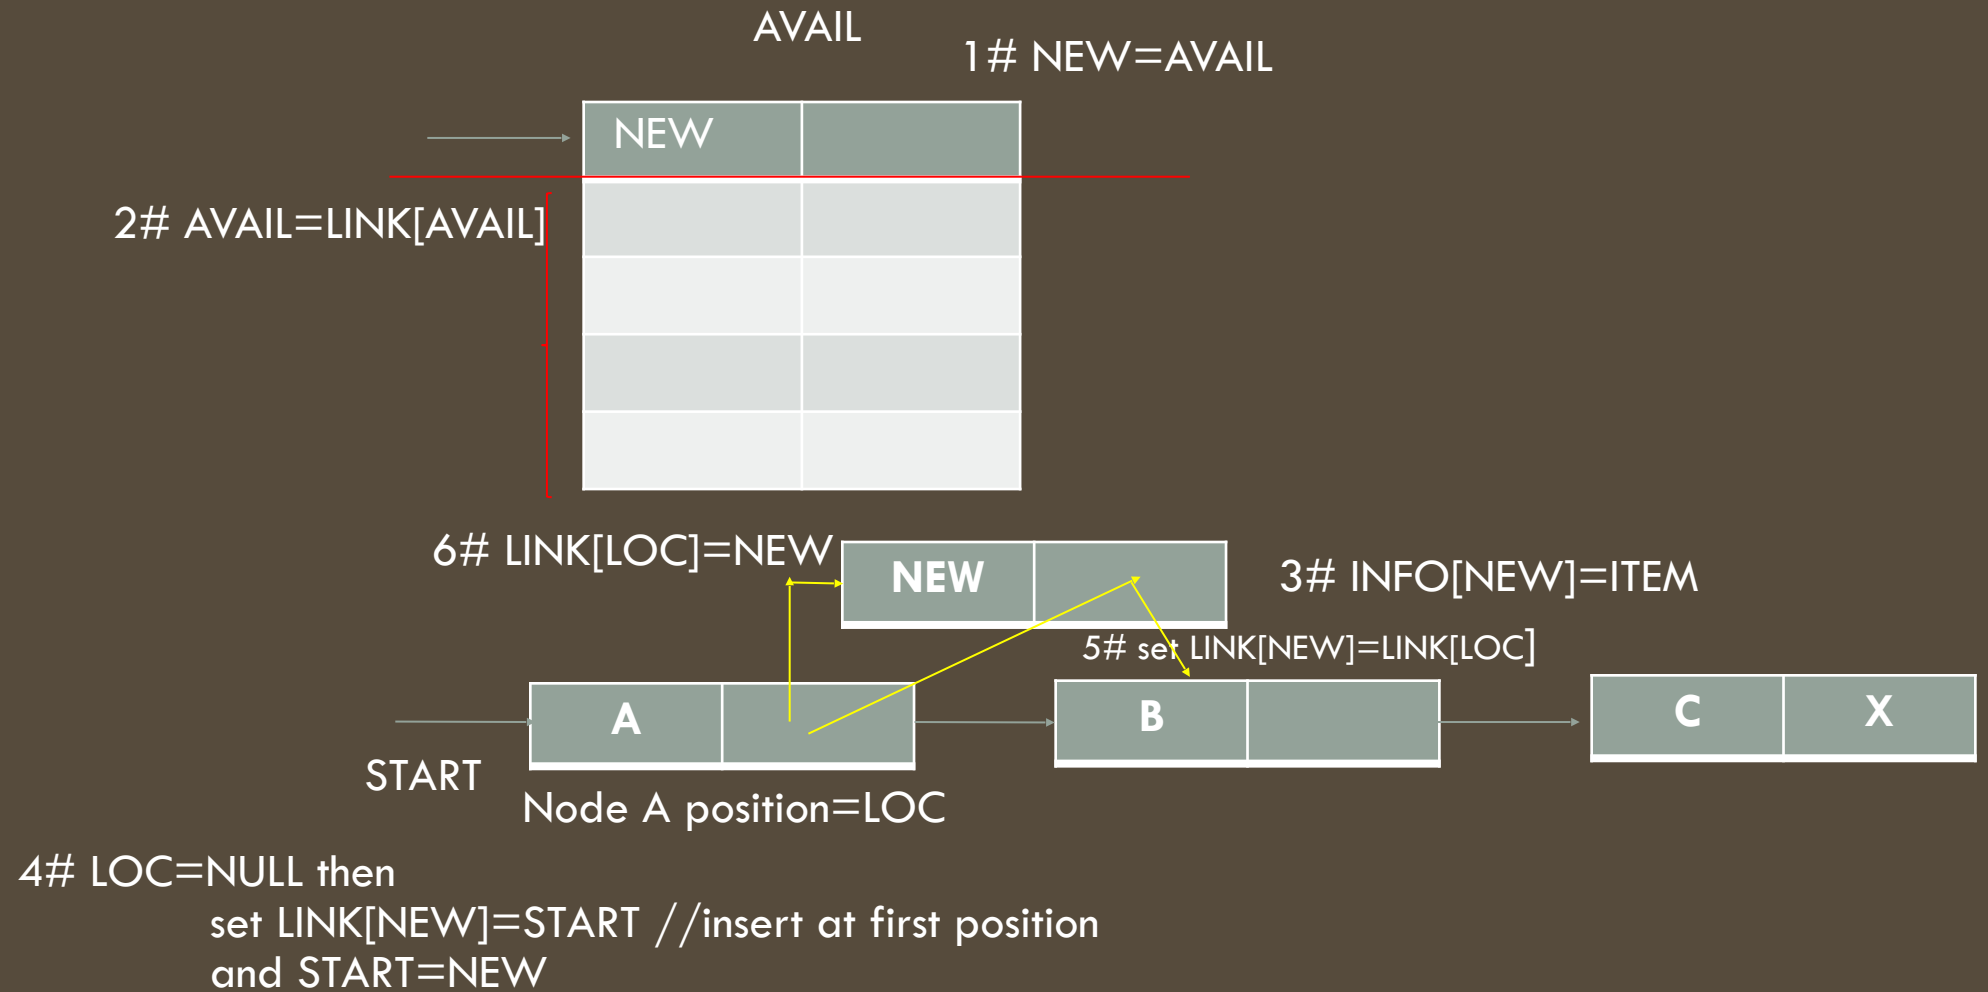 AVAIL
1# NEW=AVAIL
NEW
2# AVAIL=LINK[AVAIL]
6# LINK[LOC]=NEW
NEW
3# INFO[NEW]=ITEM
5# set LINK[NEW]=LINK[LOC]
A
B
C
X
START
Node A position=LOC
4# LOC=NULL then
set LINK[NEW]=START //insert at first position
and START=NEW